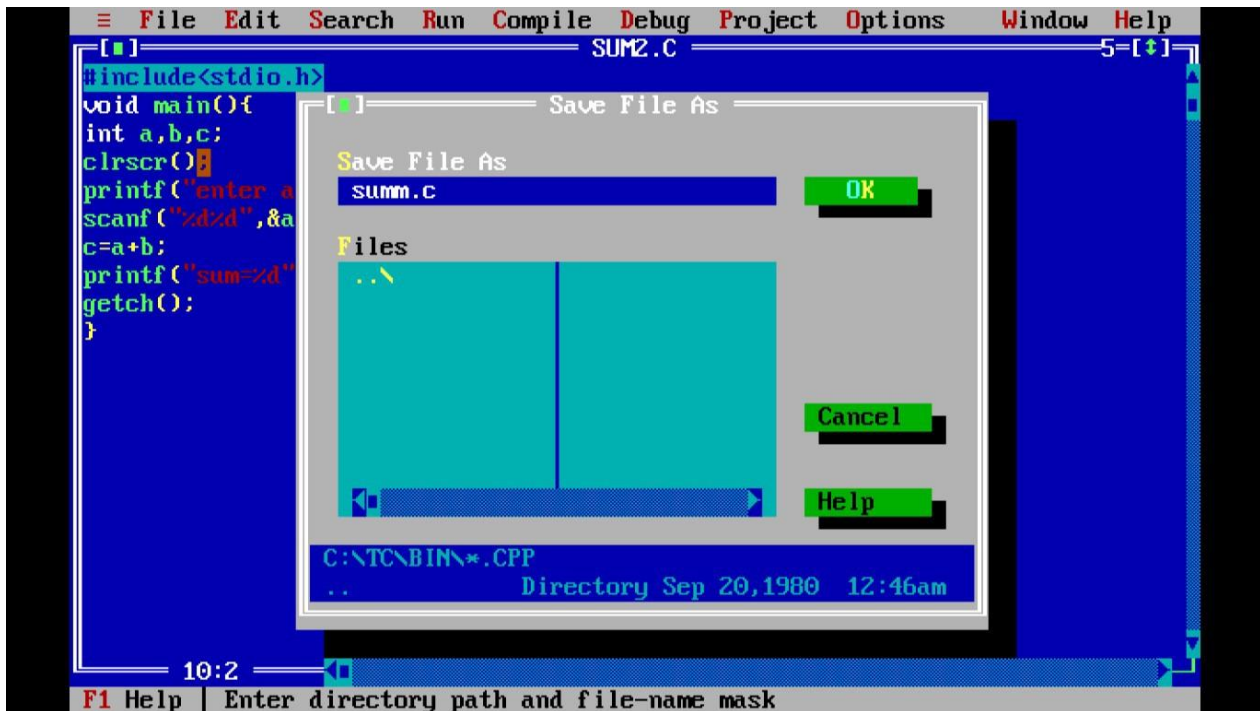 ≡ File Edit Search Run Compile Debug Project Options Window Help
[■] SUM2.C 5=[↕]
#include<stdio.h>
void main(){
int a,b,c;
clrscr();
printf("enter a
scanf("%d%d",&a
c=a+b;
printf("sum=%d"
getch();
}
[■] Save File As
Save File As
summ.c
OK
Files
..\
Cancel
Help
C:\TC\BIN\*.CPP
.. Directory Sep 20,1980 12:46am
10:2
F1 Help | Enter directory path and file-name mask